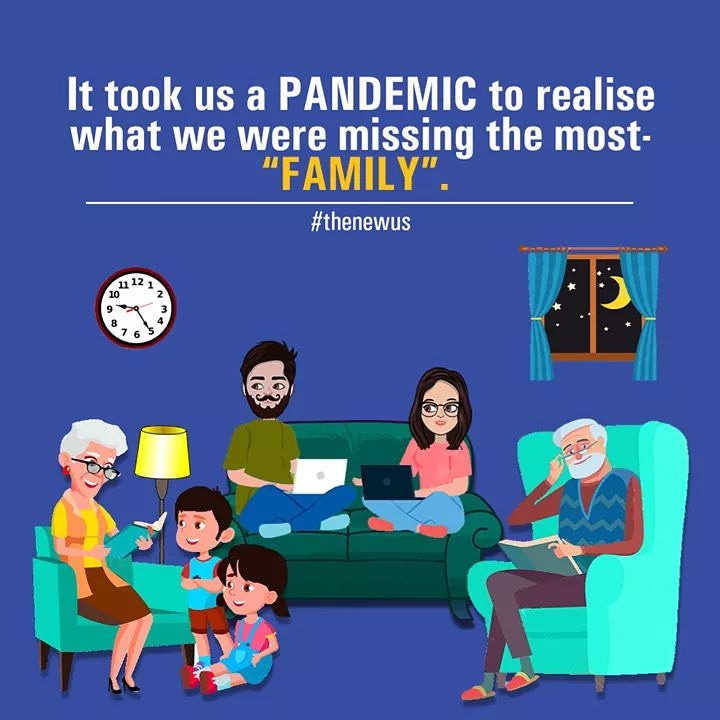 It took us a PANDEMIC to realise
what we were missing the most-
“FAMILY”.
#thenewus
11 12 1
10 2
9 3
8 4
7 6 5